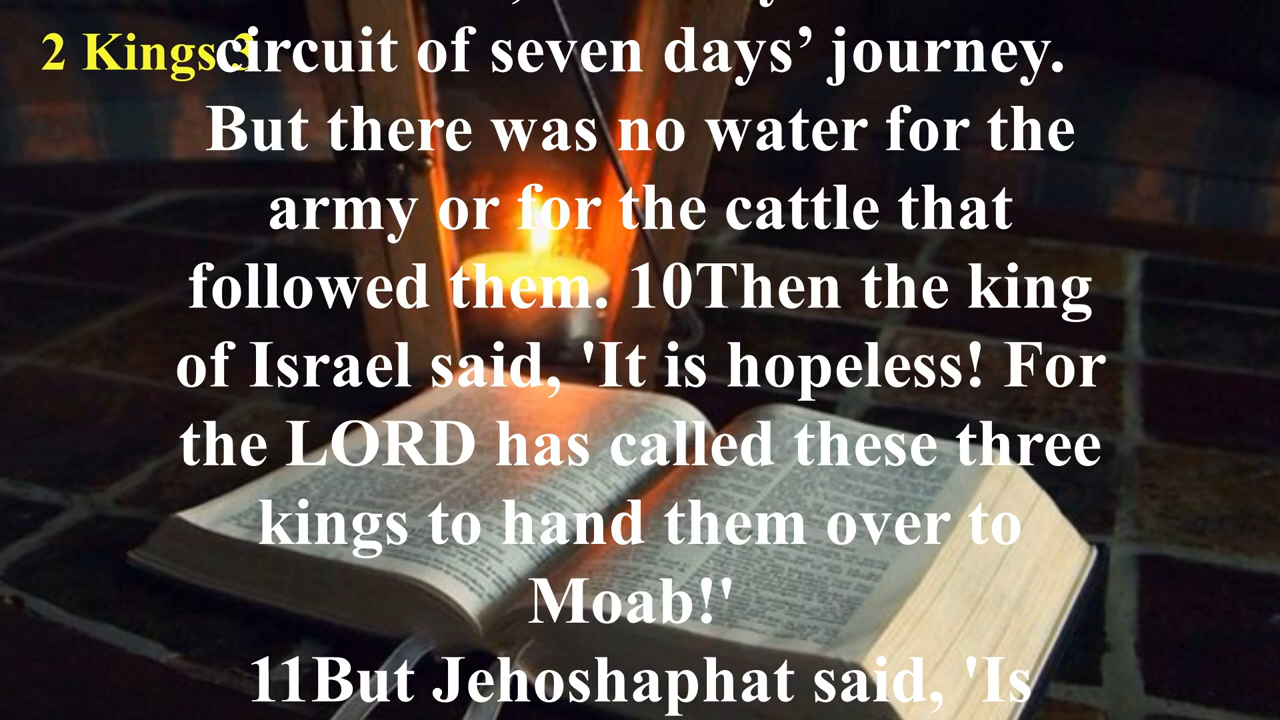 2 Kings 3
circuit of seven days’ journey.
But there was no water for the
army or for the cattle that
followed them. 10Then the king
of Israel said, 'It is hopeless! For
the LORD has called these three
kings to hand them over to
Moab!'
11But Jehoshaphat said, 'Is